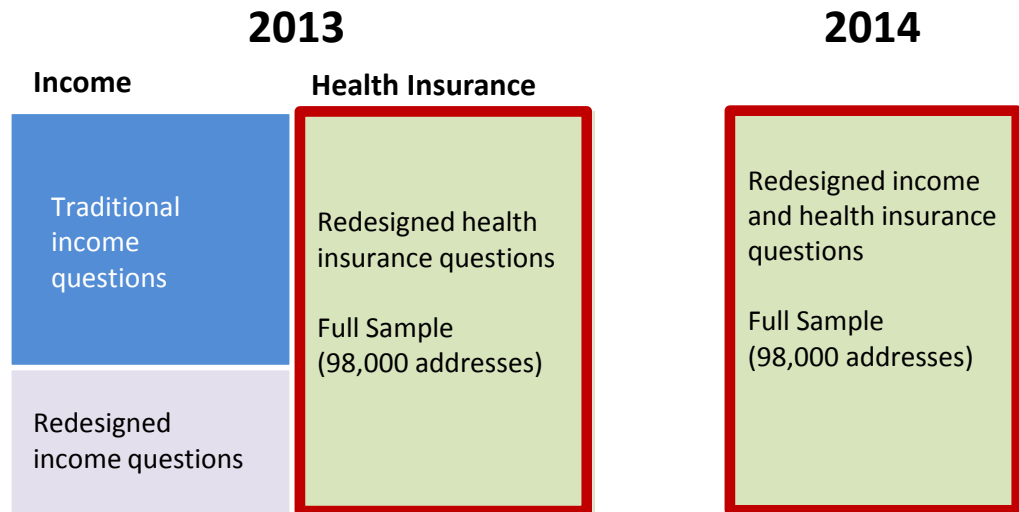 2013
2014
Income
Health Insurance
Traditional
income
questions
Redesigned
income questions
Redesigned health
insurance questions
Full Sample
(98,000 addresses)
Redesigned income
and health insurance
questions
Full Sample
(98,000 addresses)